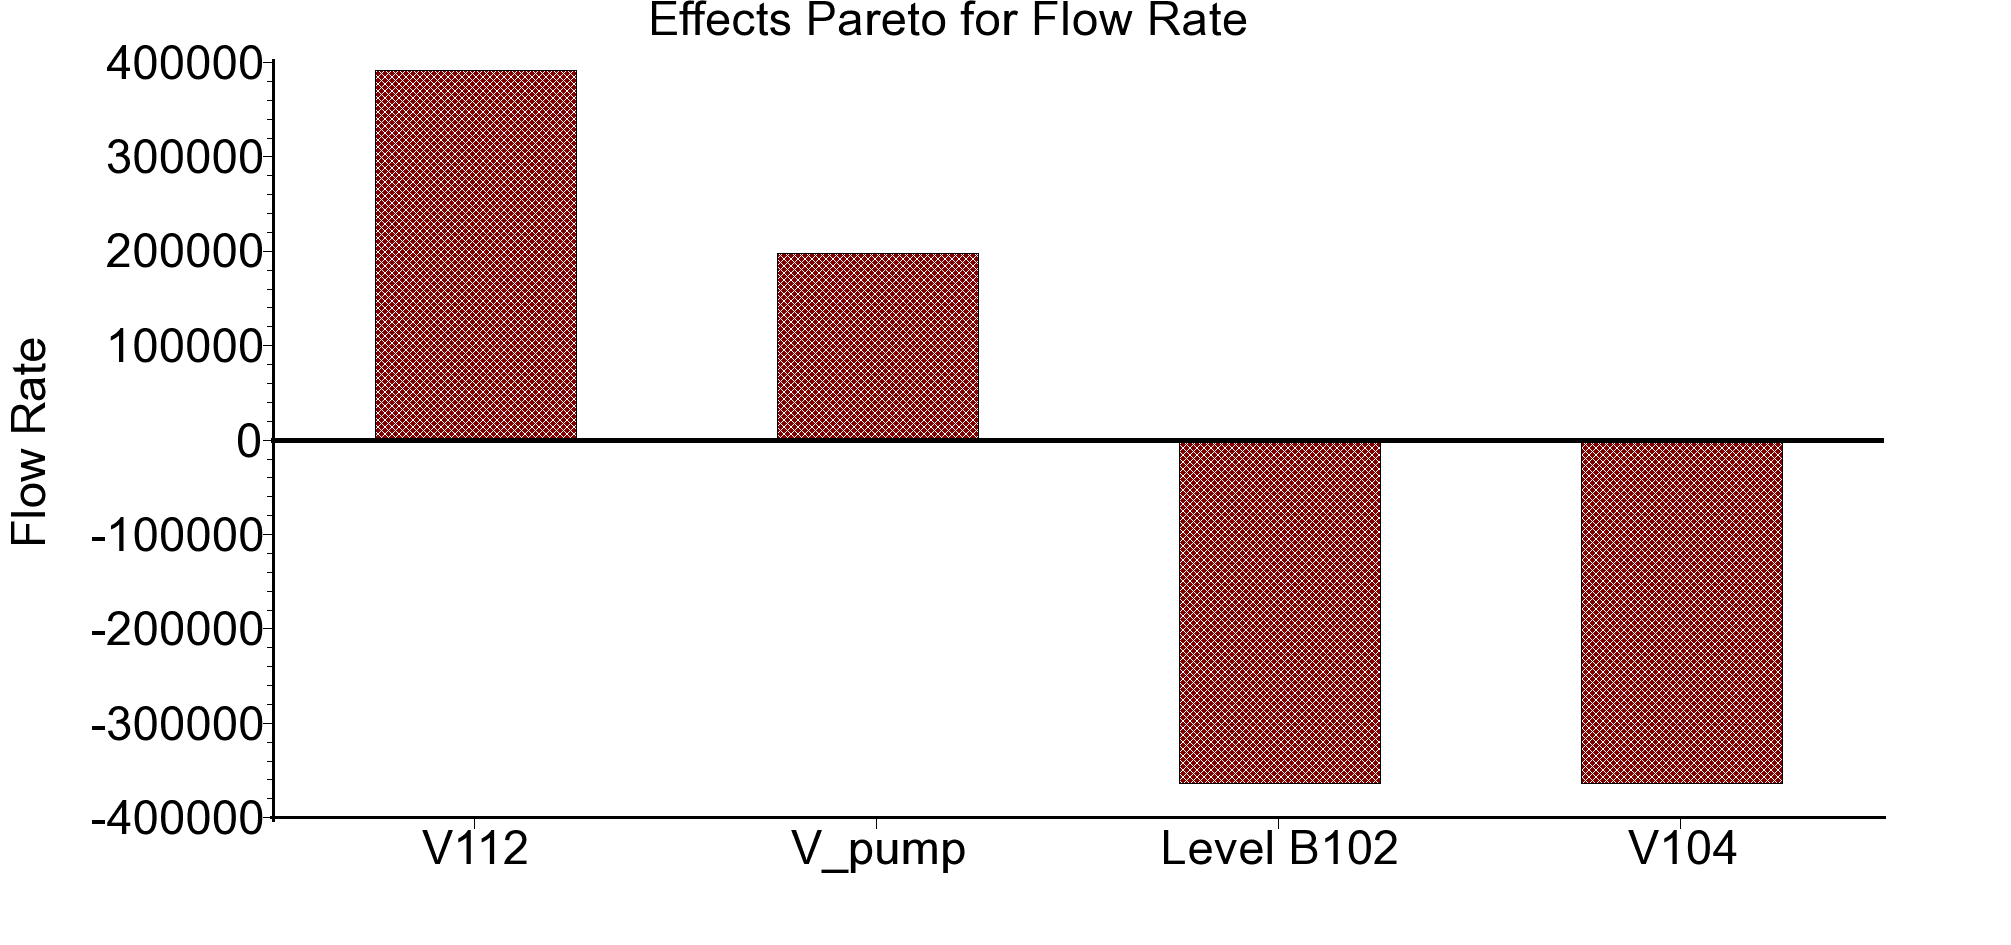 Effects Pareto for Flow Rate
400000
300000
200000
100000
0
-100000
-200000
-300000
-400000
Flow Rate
V112
V_pump
Level B102
V104